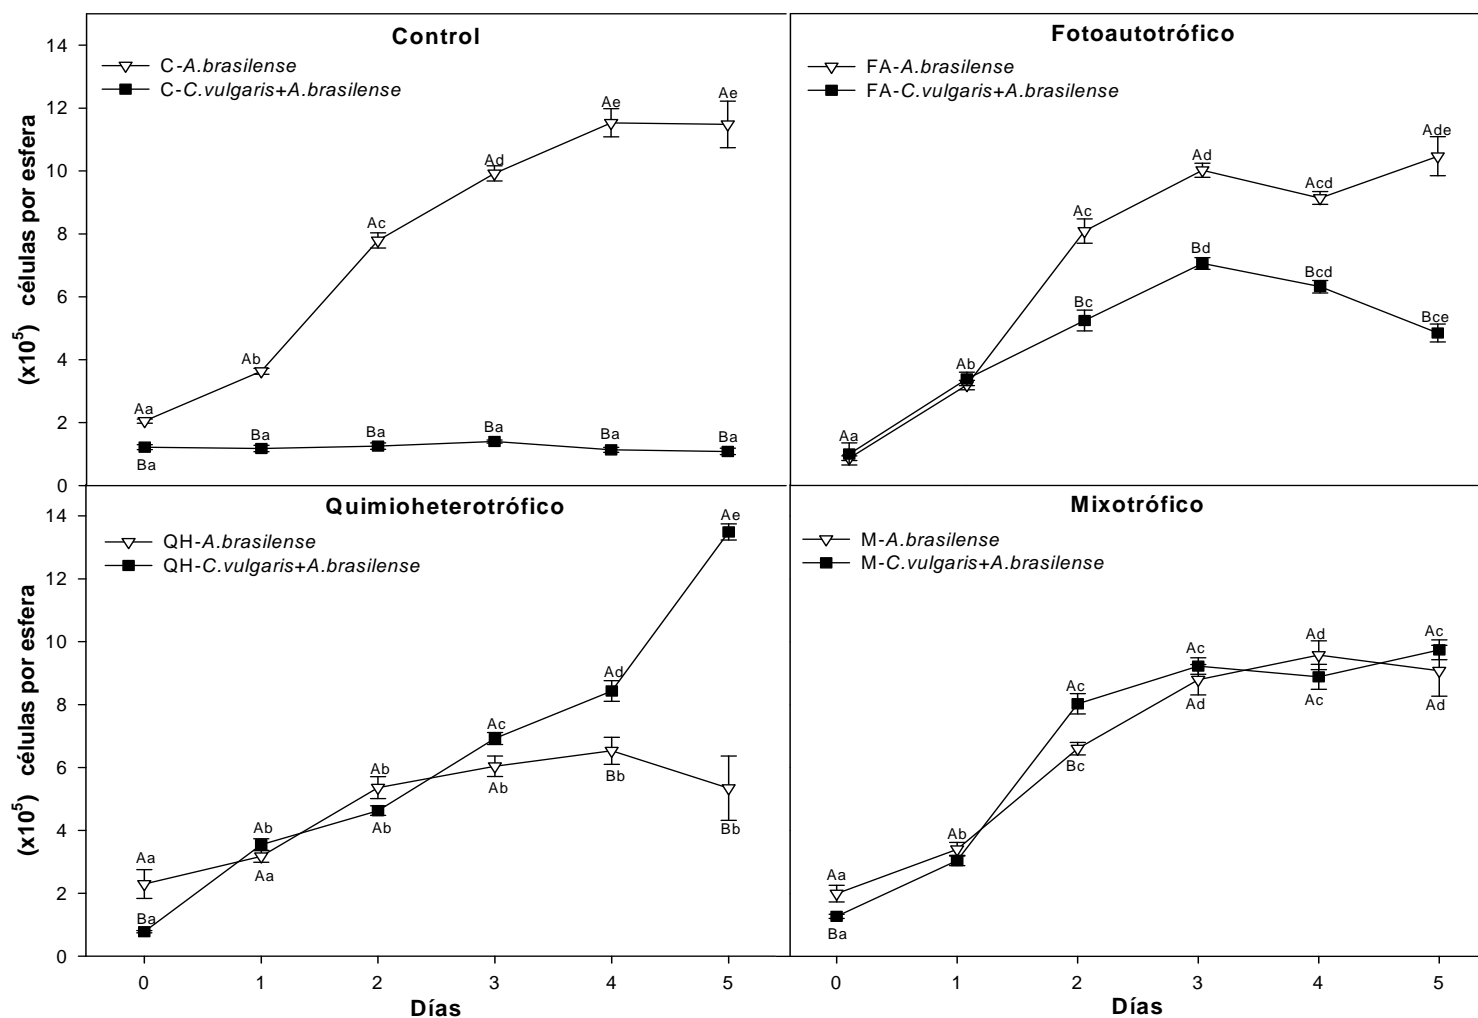 Control
C-A.brasilense
C-C.vulgaris+A.brasilense
14
12
10
8
6
4
2
0
(x10⁵) células por esfera
Aa
Ab
Ac
Ad
Ae
Ae
Ba
Ba
Ba
Ba
Ba
Ba
Fotoautotrófico
FA-A.brasilense
FA-C.vulgaris+A.brasilense
Aa
Ab
Ac
Ad
Acd
Ade
Bc
Bd
Bcd
Bce
Quimioheterotrófico
QH-A.brasilense
QH-C.vulgaris+A.brasilense
14
12
10
8
6
4
2
0
(x10⁵) células por esfera
Aa
Ba
Ab
Aa
Ab
Ab
Ac
Ab
Ad
Bb
Ae
Bb
0
1
2
3
4
5
Días
Mixotrófico
M-A.brasilense
M-C.vulgaris+A.brasilense
Aa
Ba
Ab
Ac
Bc
Ac
Ad
Ad
Ac
Ac
Ad
0
1
2
3
4
5
Días